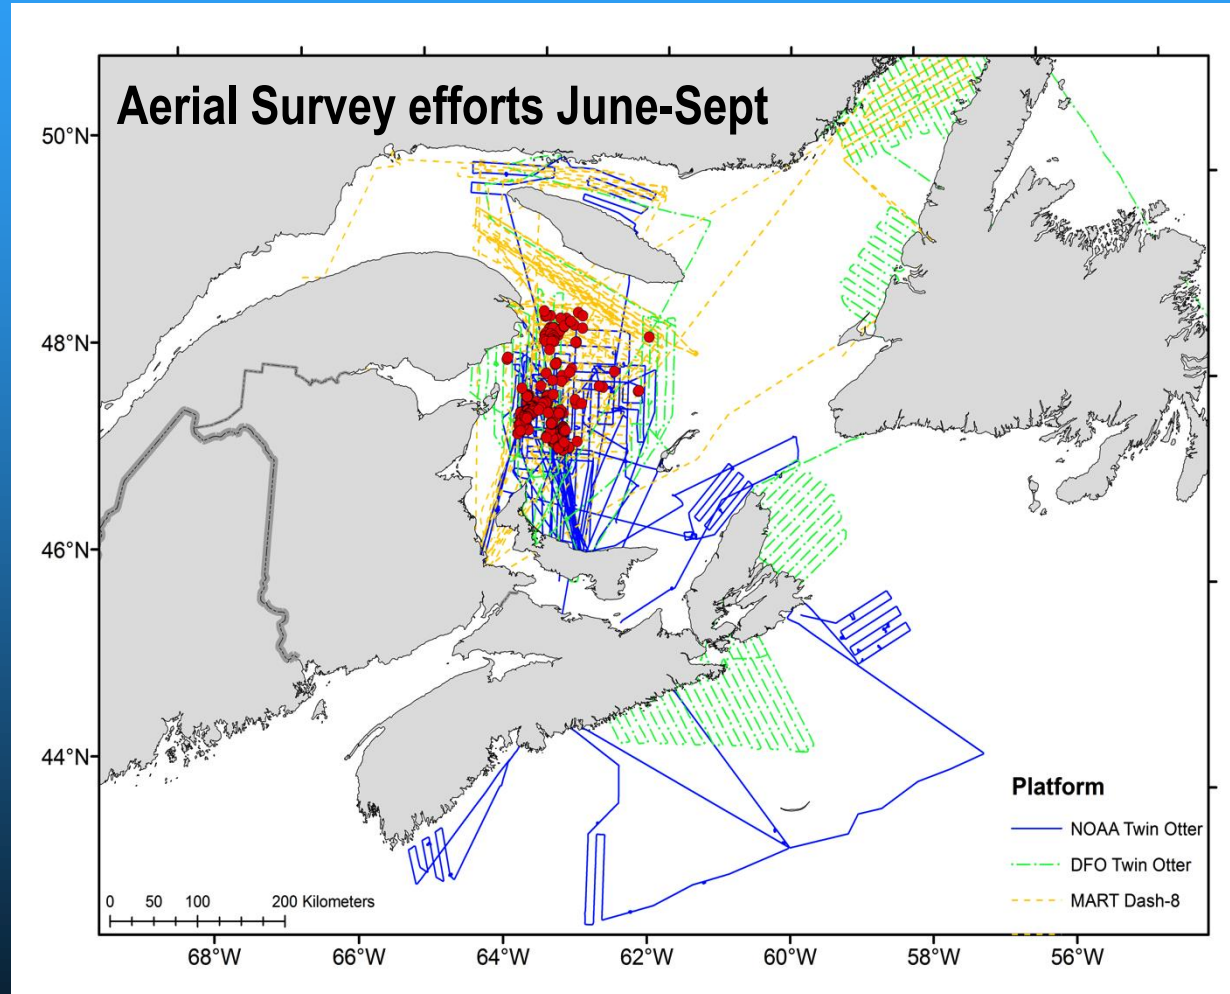 Aerial Survey efforts June-Sept
50°N
48°N
46°N
44°N
Platform
NOAA Twin Otter
DFO Twin Otter
MART Dash-8
0 50 100 200 Kilometers
68°W 66°W 64°W 62°W 60°W 58°W 56°W